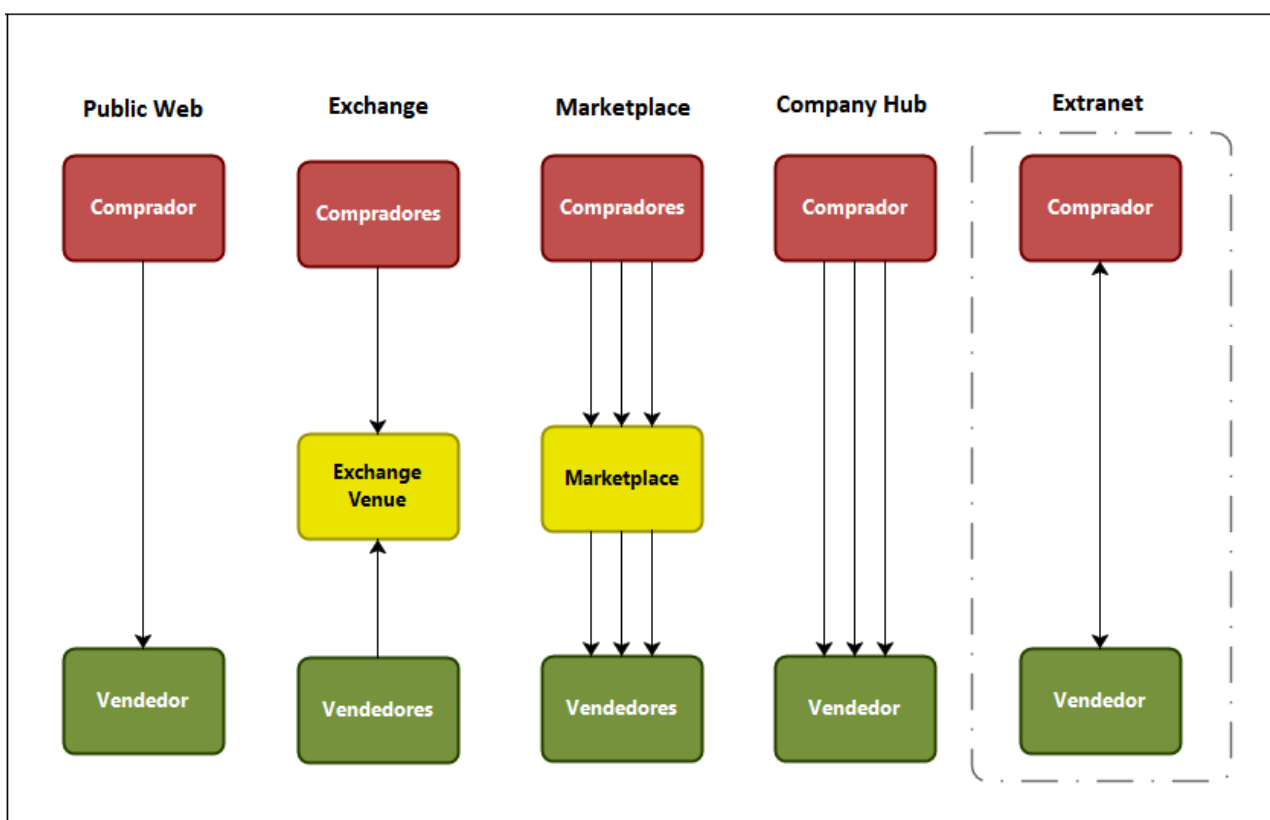 Public Web
Exchange
Marketplace
Company Hub
Extranet
Comprador
Compradores
Compradores
Comprador
Comprador
Exchange
Venue
Marketplace
Vendedor
Vendedores
Vendedores
Vendedor
Vendedor